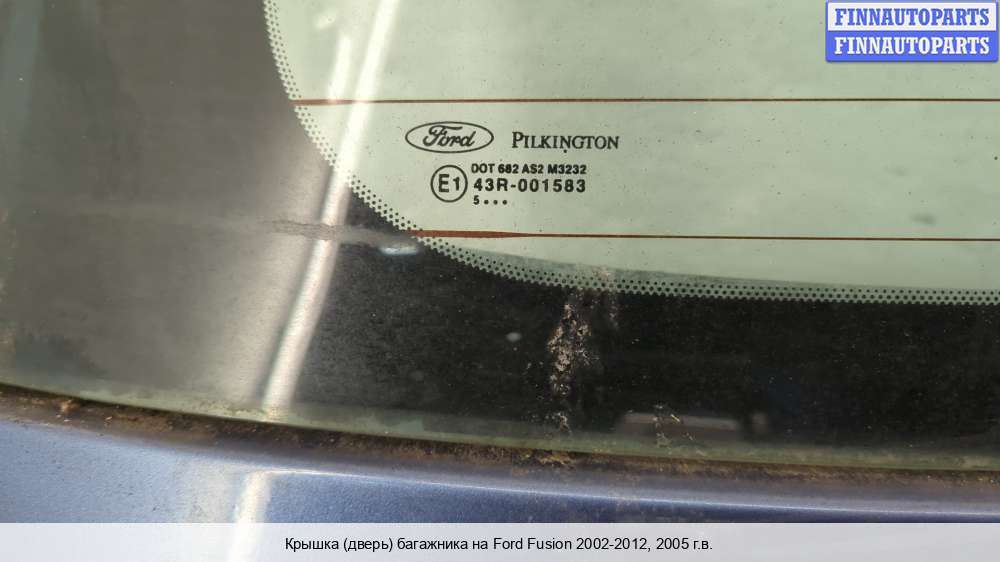 FINNAUTOPARTS
FINNAUTOPARTS
Ford PILKINGTON
DOT 682 AS2 M3232
E1 43R-001583
5...
Крышка (дверь) багажника на Ford Fusion 2002-2012, 2005 г.в.